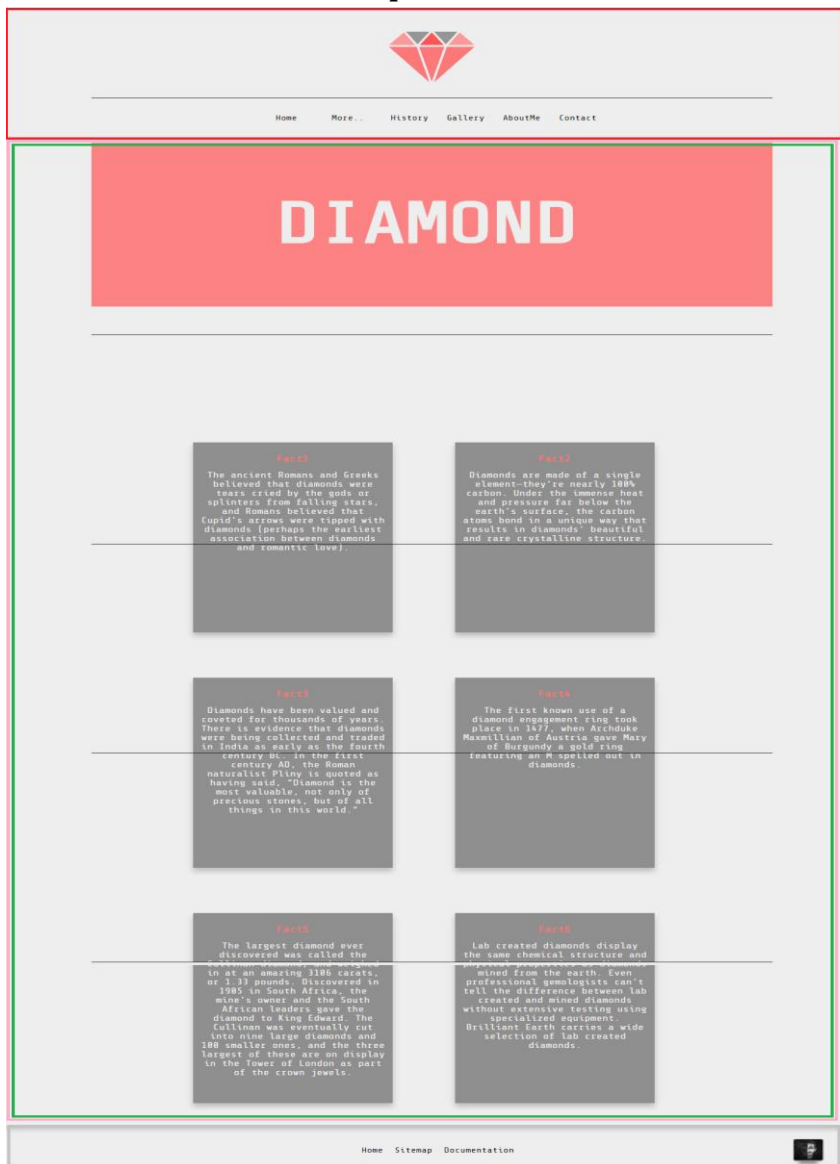 Home More.. History Gallery AboutMe Contact
DIAMOND
Fact1
The ancient Romans and Greeks
believed that diamonds were
tears cried by the gods or
splinters from falling stars,
and Romans believed that
Cupid's arrows were tipped with
diamonds (perhaps the earliest
association between diamonds
and romantic love).
Fact2
Diamonds are made of a single
element—they're nearly 100%
carbon. Under the immense heat
and pressure far below the
earth's surface, the carbon
atoms bond in a unique way that
results in diamonds' beautiful
and rare crystalline structure.
Fact3
Diamonds have been valued and
coveted for thousands of years.
There is evidence that diamonds
were being collected and traded
in India as early as the fourth
century BC. In the first
century AD, the Roman
naturalist Pliny is quoted as
having said, "Diamond is the
most valuable, not only of
precious stones, but of all
things in this world."
Fact4
The first known use of a
diamond engagement ring took
place in 1477, when Archduke
Maxmillian of Austria gave Mary
of Burgundy a gold ring
featuring an M spelled out in
diamonds.
Fact5
The largest diamond ever
discovered was called the
Cullinan diamond, and weighed
in at an amazing 3106 carats,
or 1.33 pounds. Discovered in
1905 in South Africa, the
mine's owner and the South
African leaders gave the
diamond to King Edward. The
Cullinan was eventually cut
into nine large diamonds and
100 smaller ones, and the three
largest of these are on display
in the Tower of London as part
of the crown jewels.
Fact6
Lab created diamonds display
the same chemical structure and
physical properties as diamonds
mined from the earth. Even
professional gemologists can't
tell the difference between lab
created and mined diamonds
without extensive testing using
specialized equipment.
Brilliant Earth carries a wide
selection of lab created
diamonds.
Home Sitemap Documentation